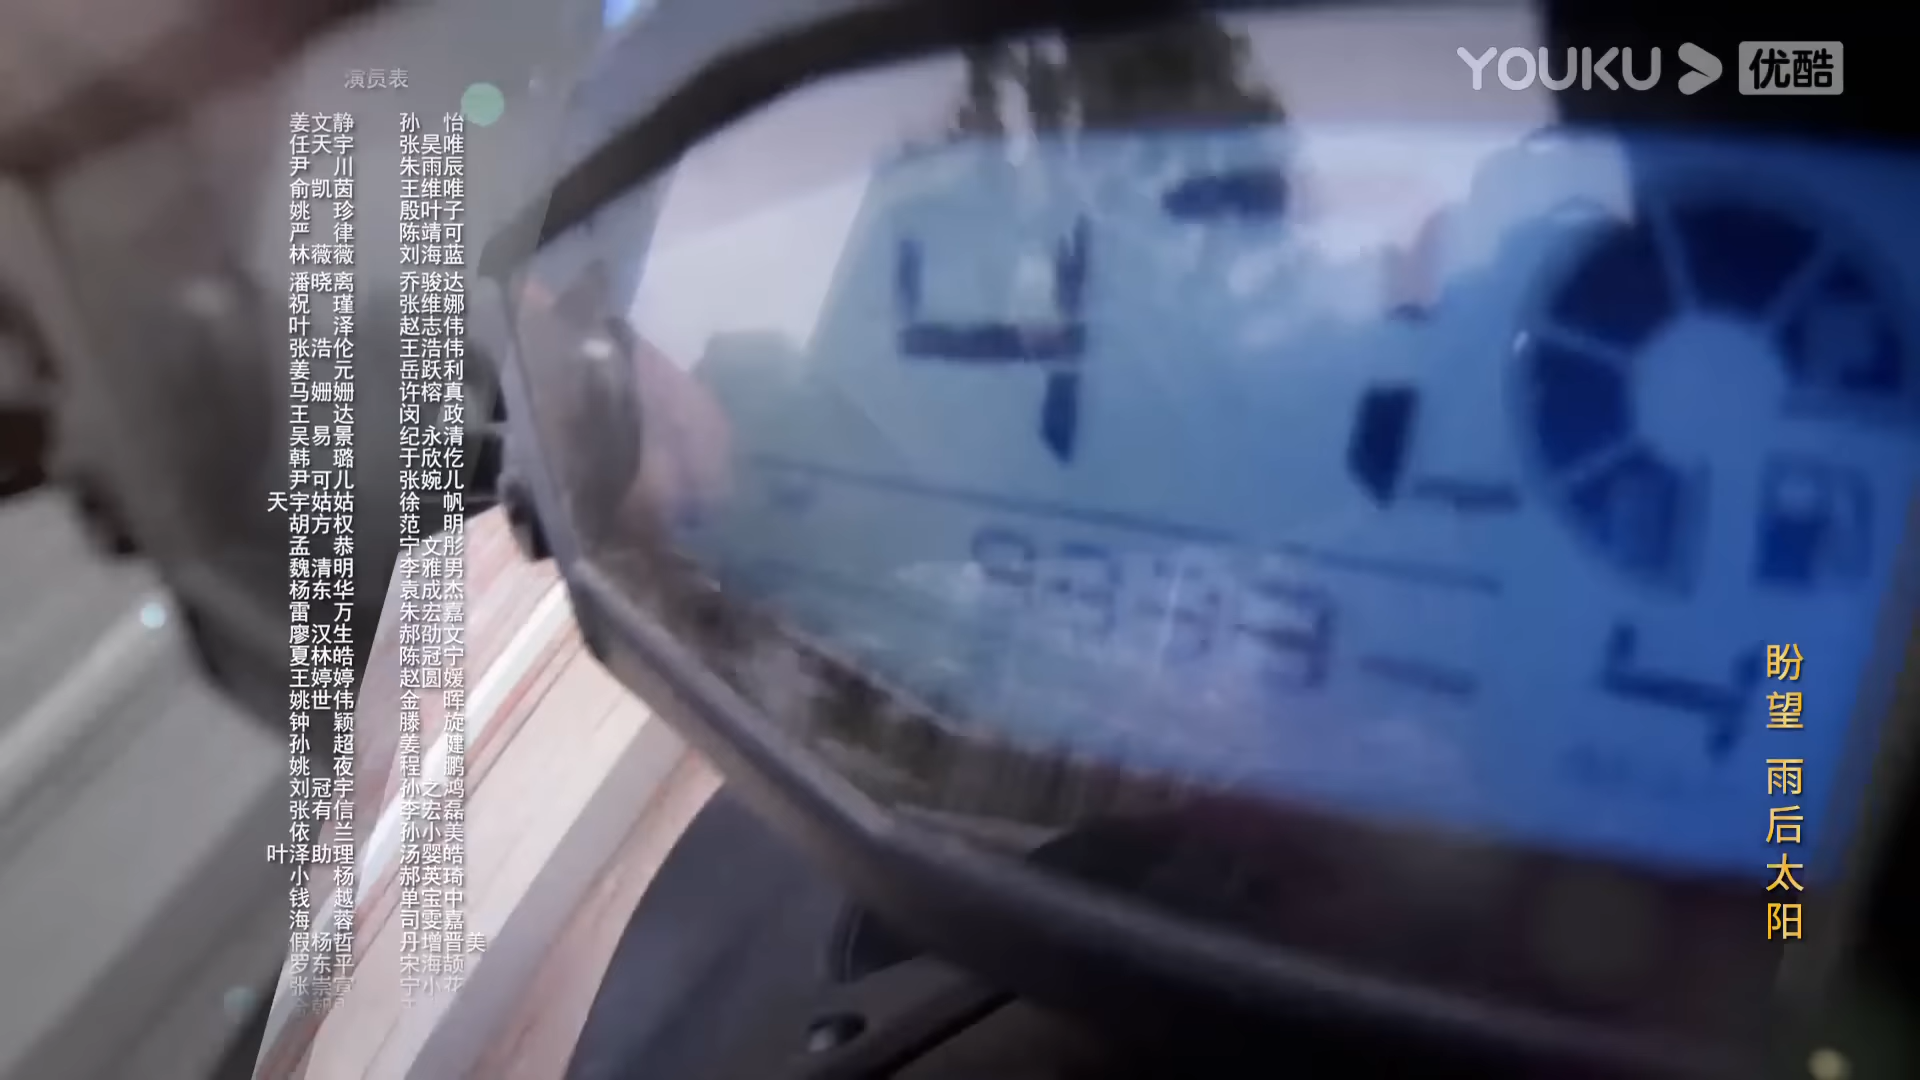 YOUKU 优酷
演员表
姜文静 孙怡
任天宇 张昊唯
尹川 朱雨辰
俞凯茵 王维唯
姚珍 殷叶子
严律 陈靖可
林薇薇 刘海蓝
潘晓离 乔骏达
祝瑾 张维娜
叶泽 赵志伟
张浩伦 王浩伟
姜元 岳跃利
马姗姗 许榕真
王达 闵政
吴易景 纪永清
韩璐 于欣仡
尹可儿 张婉儿
天宇姑姑 徐帆
胡方权 范明
孟恭 宁文彤
魏清明 李雅男
杨东华 袁成杰
雷万 朱宏嘉
廖汉生 郝劭文
夏林皓 陈冠宁
王婷婷 赵圆媛
姚世伟 金晖
钟颖 滕旋
孙超 姜健
姚夜 程鹏
刘冠宇 孙之鸿
张有信 李宏磊
依兰 孙小美
叶泽助理 汤婴皓
小杨 郝英琦
钱越 单宝中
海蓉 司雯嘉
假杨哲 丹增晋美
罗东平 宋海颉
张崇宣 宁小花
盼望 雨后太阳